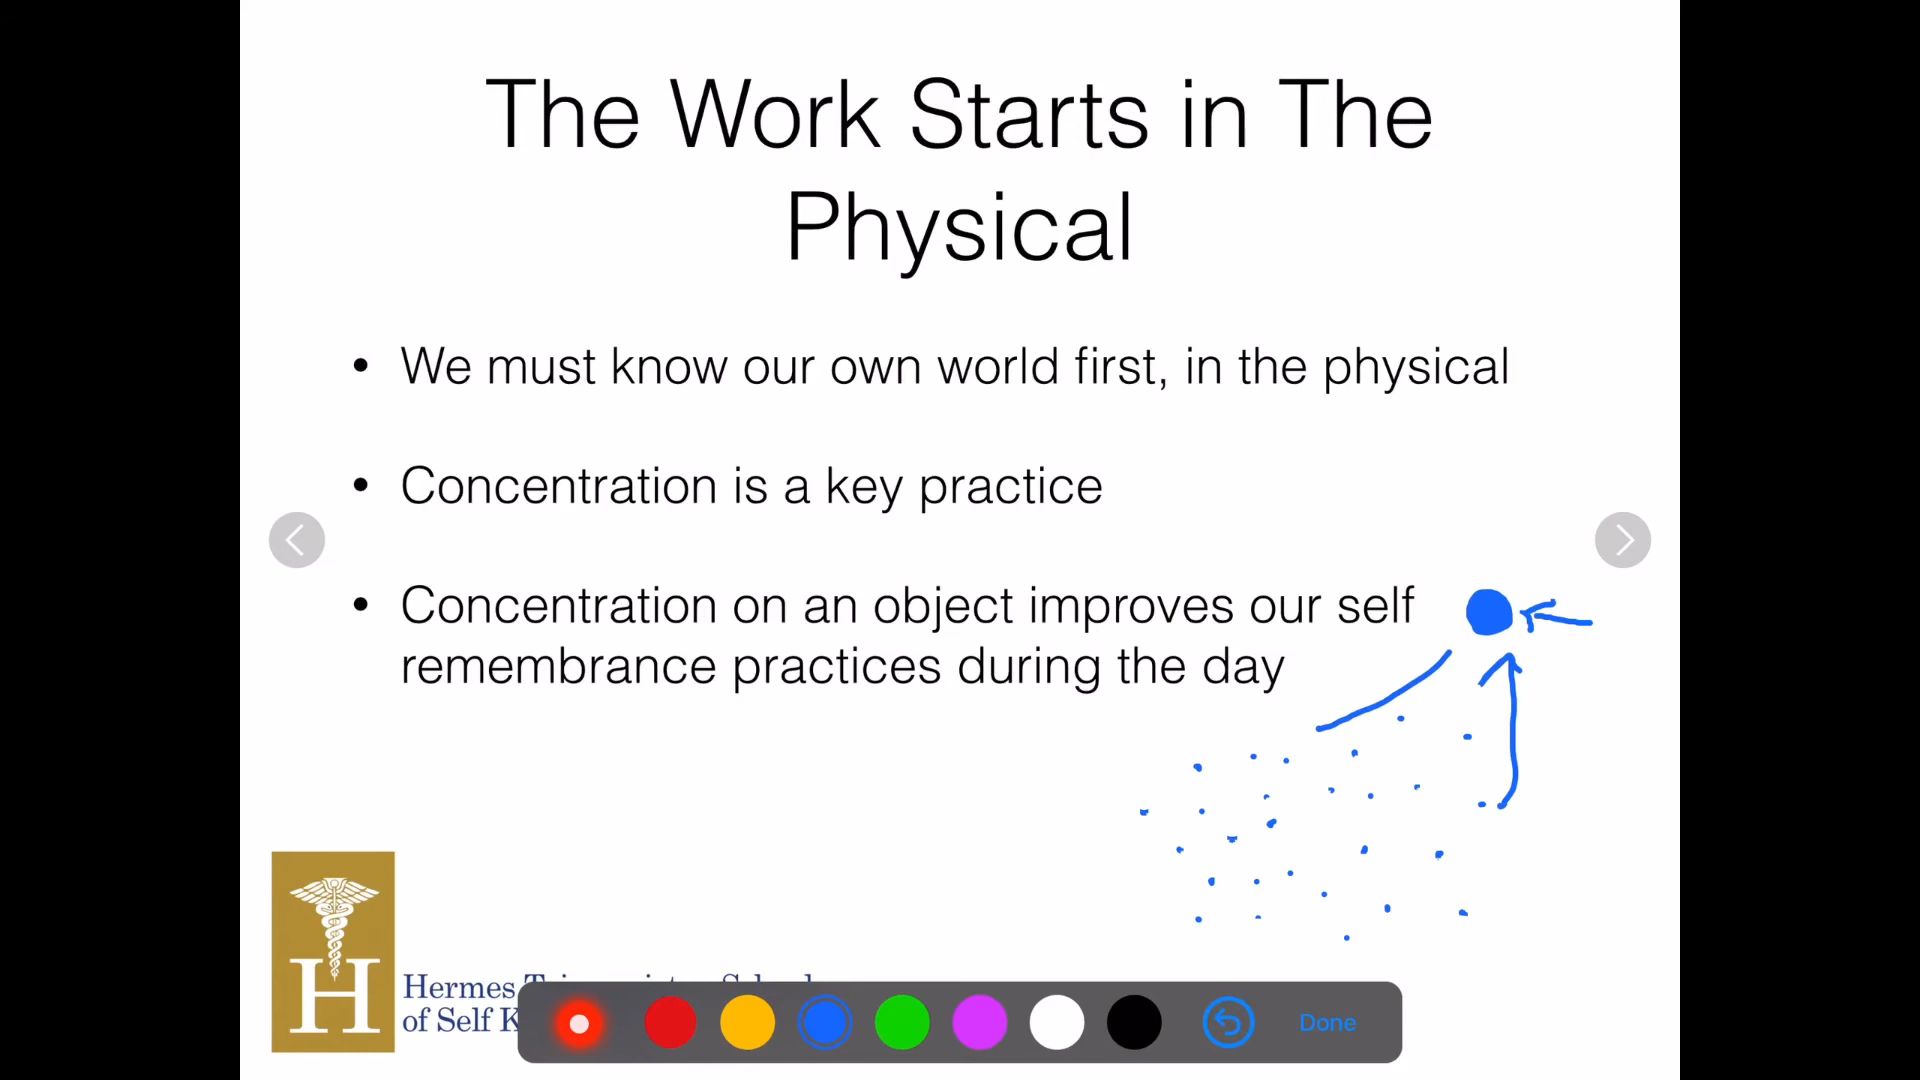 The Work Starts in The
Physical
• We must know our own world first, in the physical
• Concentration is a key practice
• Concentration on an object improves our self
remembrance practices during the day
H
Hermes
of Self
Done